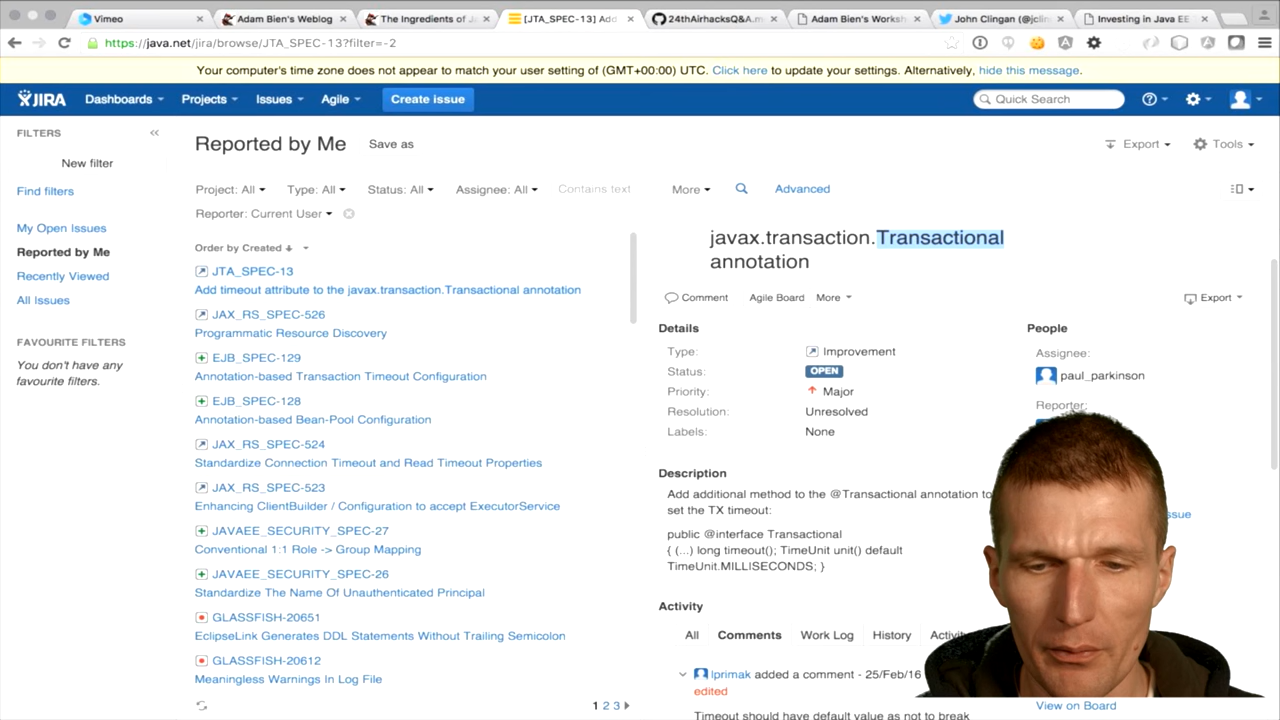 Vimeo
Adam Bien's Weblog
The Ingredients of Ja
[JTA_SPEC-13] Add
24thAirhacksQ&A.m
Adam Bien's Worksh
John Clingan (@jclin
Investing in Java EE
https://java.net/jira/browse/JTA_SPEC-13?filter=-2
Your computer's time zone does not appear to match your user setting of (GMT+00:00) UTC. Click here to update your settings. Alternatively, hide this message.
JIRA
Dashboards
Projects
Issues
Agile
Create issue
Quick Search
FILTERS
New filter
Find filters
My Open Issues
Reported by Me
Recently Viewed
All Issues
FAVOURITE FILTERS
You don't have any
favourite filters.
Reported by Me
Save as
Export
Tools
Project: All
Type: All
Status: All
Assignee: All
Contains text
More
Advanced
Reporter: Current User
Order by Created
JTA_SPEC-13
Add timeout attribute to the javax.transaction.Transactional annotation
JAX_RS_SPEC-526
Programmatic Resource Discovery
EJB_SPEC-129
Annotation-based Transaction Timeout Configuration
EJB_SPEC-128
Annotation-based Bean-Pool Configuration
JAX_RS_SPEC-524
Standardize Connection Timeout and Read Timeout Properties
JAX_RS_SPEC-523
Enhancing ClientBuilder / Configuration to accept ExecutorService
JAVAEE_SECURITY_SPEC-27
Conventional 1:1 Role -> Group Mapping
JAVAEE_SECURITY_SPEC-26
Standardize The Name Of Unauthenticated Principal
GLASSFISH-20651
EclipseLink Generates DDL Statements Without Trailing Semicolon
GLASSFISH-20612
Meaningless Warnings In Log File
1 2 3
javax.transaction.Transactional
annotation
Comment
Agile Board
More
Export
Details
Type: Improvement
Status: OPEN
Priority: Major
Resolution: Unresolved
Labels: None
People
Assignee:
paul_parkinson
Reporter:
Description
Add additional method to the @Transactional annotation to
set the TX timeout:
public @interface Transactional
{ (...) long timeout(); TimeUnit unit() default
TimeUnit.MILLISECONDS; }
issue
Activity
All
Comments
Work Log
History
Activit
lprimak added a comment - 25/Feb/16
edited
Timeout should have default value as not to break
View on Board